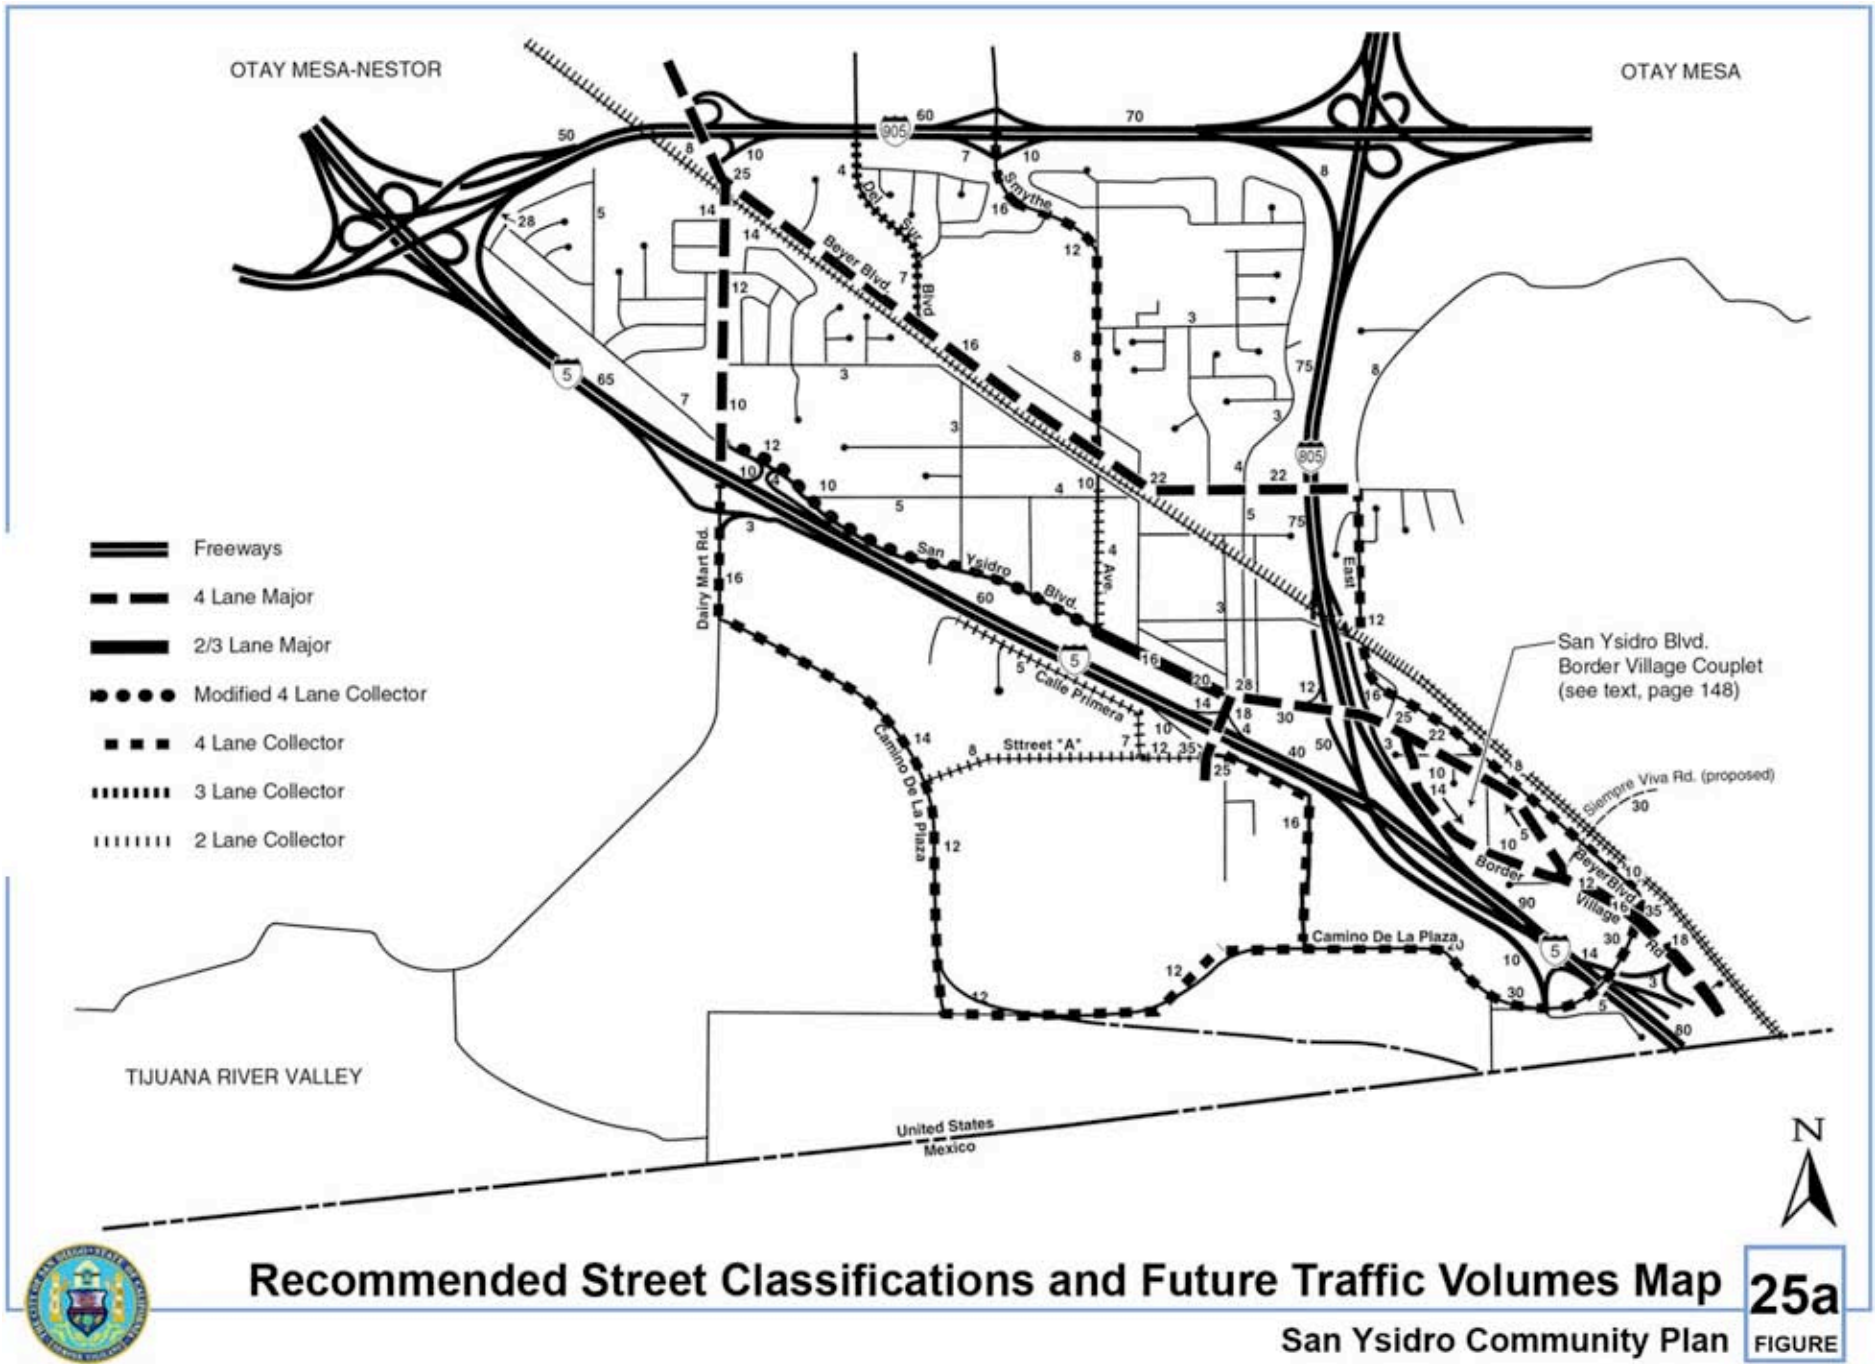 OTAY MESA-NESTOR
OTAY MESA
50
60
70
905
8
10
25
4
7
10
8
5
28
14
14
Del
Sur
Blvd
7
Smythe
16
12
Beyer Blvd.
12
16
3
8
3
75
8
5
65
7
10
3
3
3
805
12
10
4
10
5
4
10
22
4
22
5
75
3
Dairy Mart Rd.
16
San
Ysidro
Blvd.
60
4
Ave.
East
3
12
Freeways
4 Lane Major
2/3 Lane Major
Modified 4 Lane Collector
4 Lane Collector
3 Lane Collector
2 Lane Collector
San Ysidro Blvd.
Border Village Couplet
(see text, page 148)
5
16
20
28
12
16
5
Calle Primera
14
18
30
25
22
4
10
7
12
35
25
40
50
3
8
Camino De La Plaza
14
8
Sttreet "A"
10
14
5
10
Siempre Viva Rd. (proposed)
30
16
12
Border
Village
Rd
Beyer Blvd.
10
12
16
35
90
30
18
5
14
10
3
Camino De La Plaza
20
12
12
30
5
80
TIJUANA RIVER VALLEY
United States
Mexico
N
Recommended Street Classifications and Future Traffic Volumes Map
San Ysidro Community Plan
25a
FIGURE